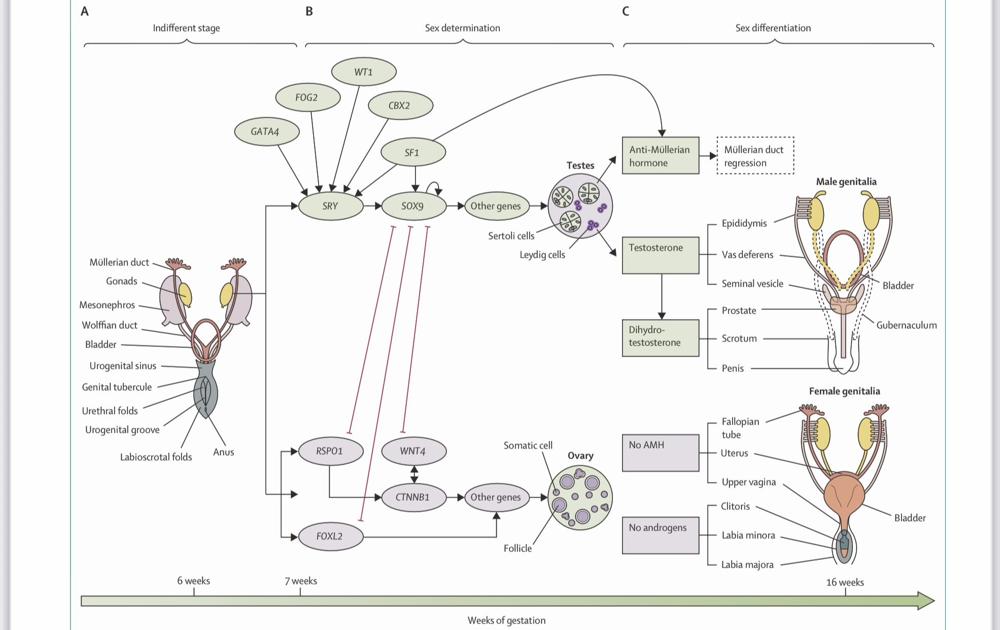 A
B
C
Indifferent stage
Sex determination
Sex differentiation
WT1
FOG2
CBX2
GATA4
SF1
SRY
SOX9
Other genes
Testes
Sertoli cells
Leydig cells
Anti-Müllerian
hormone
Müllerian duct
regression
Male genitalia
Testosterone
Epididymis
Vas deferens
Seminal vesicle
Bladder
Dihydro-
testosterone
Prostate
Scrotum
Penis
Gubernaculum
Müllerian duct
Gonads
Mesonephros
Wolffian duct
Bladder
Urogenital sinus
Genital tubercule
Urethral folds
Urogenital groove
Labioscrotal folds
Anus
RSPO1
WNT4
CTNNB1
Other genes
FOXL2
Somatic cell
Ovary
Follicle
Female genitalia
No AMH
Fallopian
tube
Uterus
Upper vagina
No androgens
Clitoris
Labia minora
Labia majora
Bladder
6 weeks
7 weeks
16 weeks
Weeks of gestation